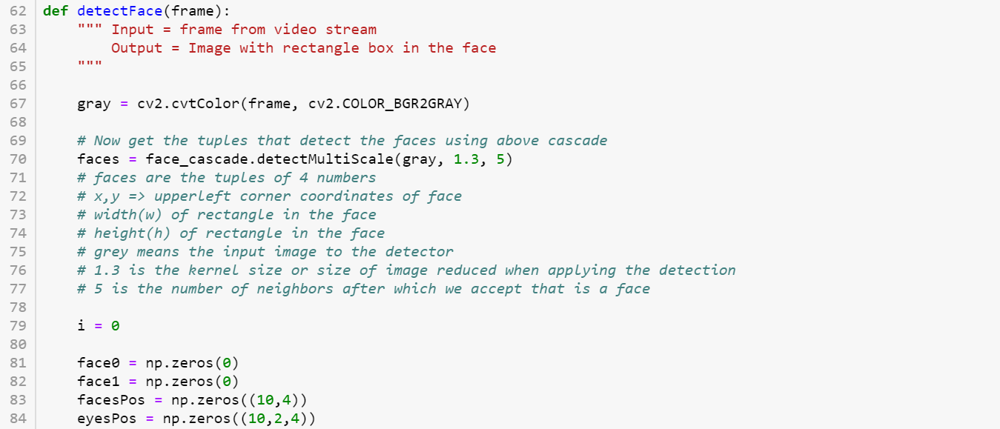 62 def detectFace(frame):
63     """ Input = frame from video stream
64         Output = Image with rectangle box in the face
65     """
66
67     gray = cv2.cvtColor(frame, cv2.COLOR_BGR2GRAY)
68
69     # Now get the tuples that detect the faces using above cascade
70     faces = face_cascade.detectMultiScale(gray, 1.3, 5)
71     # faces are the tuples of 4 numbers
72     # x,y => upperleft corner coordinates of face
73     # width(w) of rectangle in the face
74     # height(h) of rectangle in the face
75     # grey means the input image to the detector
76     # 1.3 is the kernel size or size of image reduced when applying the detection
77     # 5 is the number of neighbors after which we accept that is a face
78
79     i = 0
80
81     face0 = np.zeros(0)
82     face1 = np.zeros(0)
83     facesPos = np.zeros((10,4))
84     eyesPos = np.zeros((10,2,4))